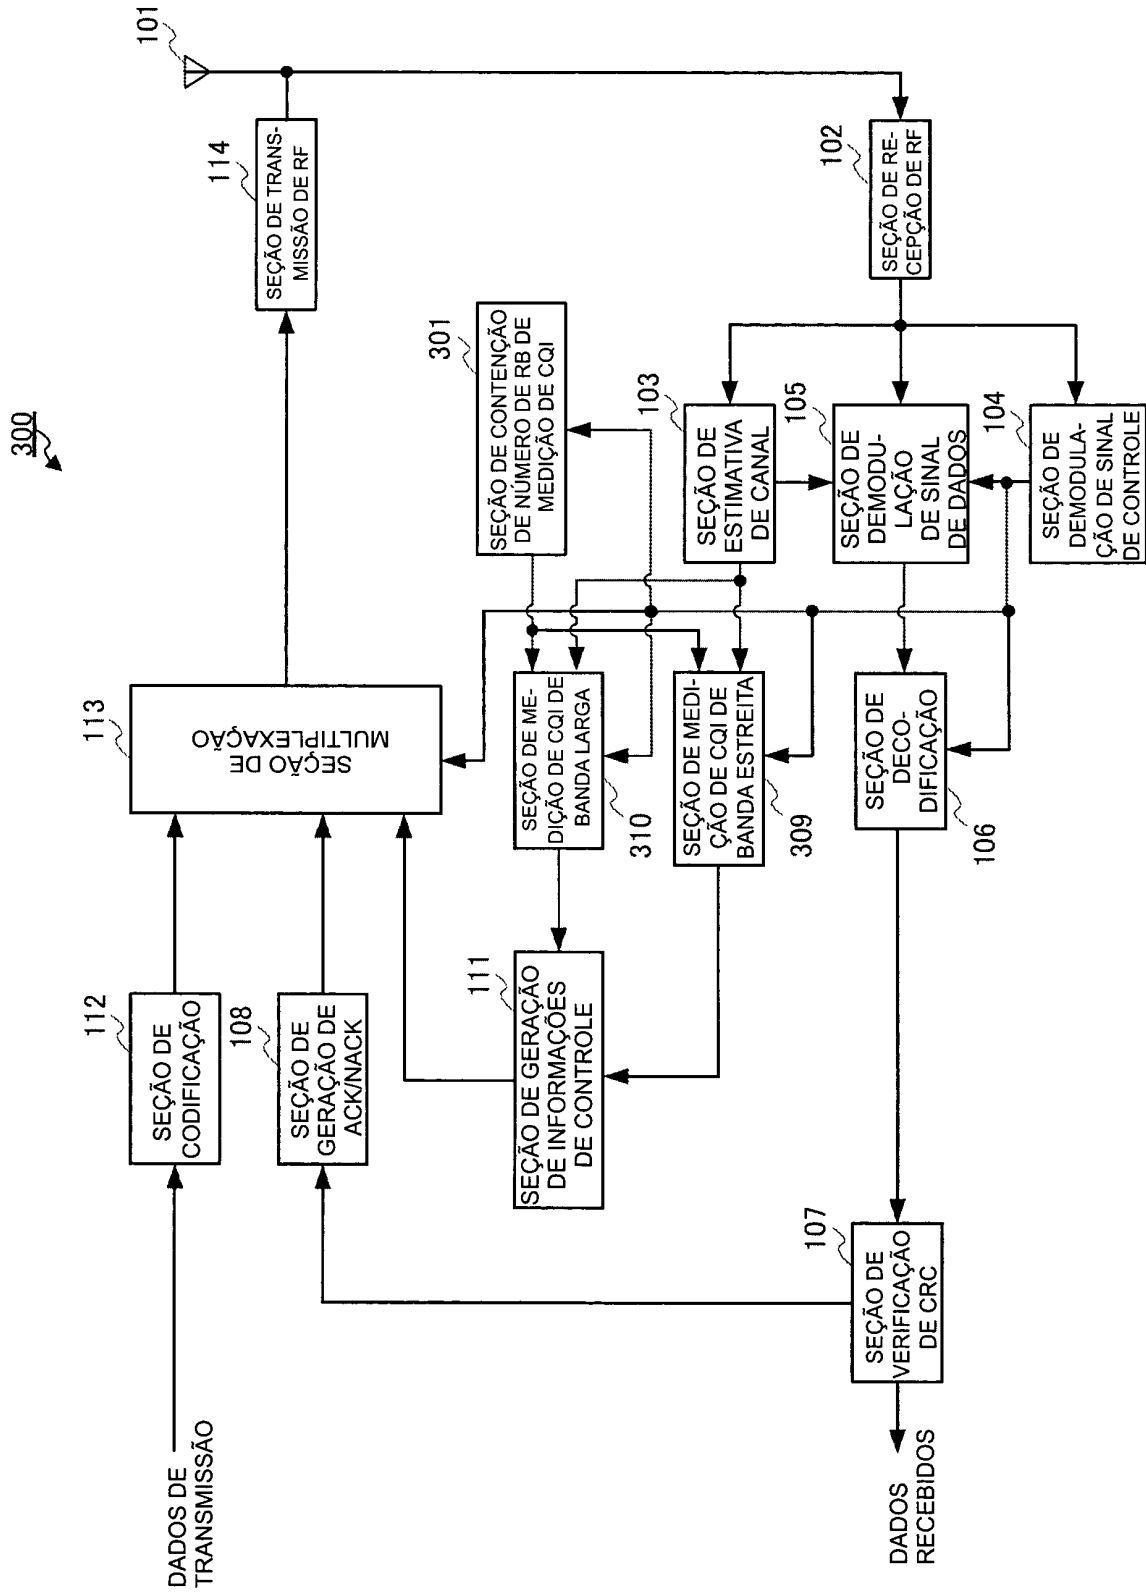 300
101
114
SEÇÃO DE TRANS-
MISSÃO DE RF
102
SEÇÃO DE RE-
CEPÇÃO DE RF
301
SEÇÃO DE CONTENÇÃO
DE NÚMERO DE RB DE
MEDIÇÃO DE CQI
103
SEÇÃO DE
ESTIMATIVA
DE CANAL
105
SEÇÃO DE
DEMODU-
LAÇÃO
DE SINAL
DE DADOS
104
SEÇÃO DE
DEMODULA-
ÇÃO DE SINAL
DE CONTROLE
113
SEÇÃO DE
MULTIPLEXAÇÃO
SEÇÃO DE ME-
DIÇÃO DE CQI DE
BANDA LARGA
310
SEÇÃO DE MEDI-
ÇÃO DE CQI DE
BANDA ESTREITA
309
SEÇÃO DE
DECO-
DIFICAÇÃO
106
112
SEÇÃO DE
CODIFICAÇÃO
108
SEÇÃO DE
GERAÇÃO DE
ACK/NACK
111
SEÇÃO DE GERAÇÃO
DE INFORMAÇÕES
DE CONTROLE
107
SEÇÃO DE
VERIFICAÇÃO
DE CRC
DADOS DE
TRANSMISSÃO
DADOS
RECEBIDOS